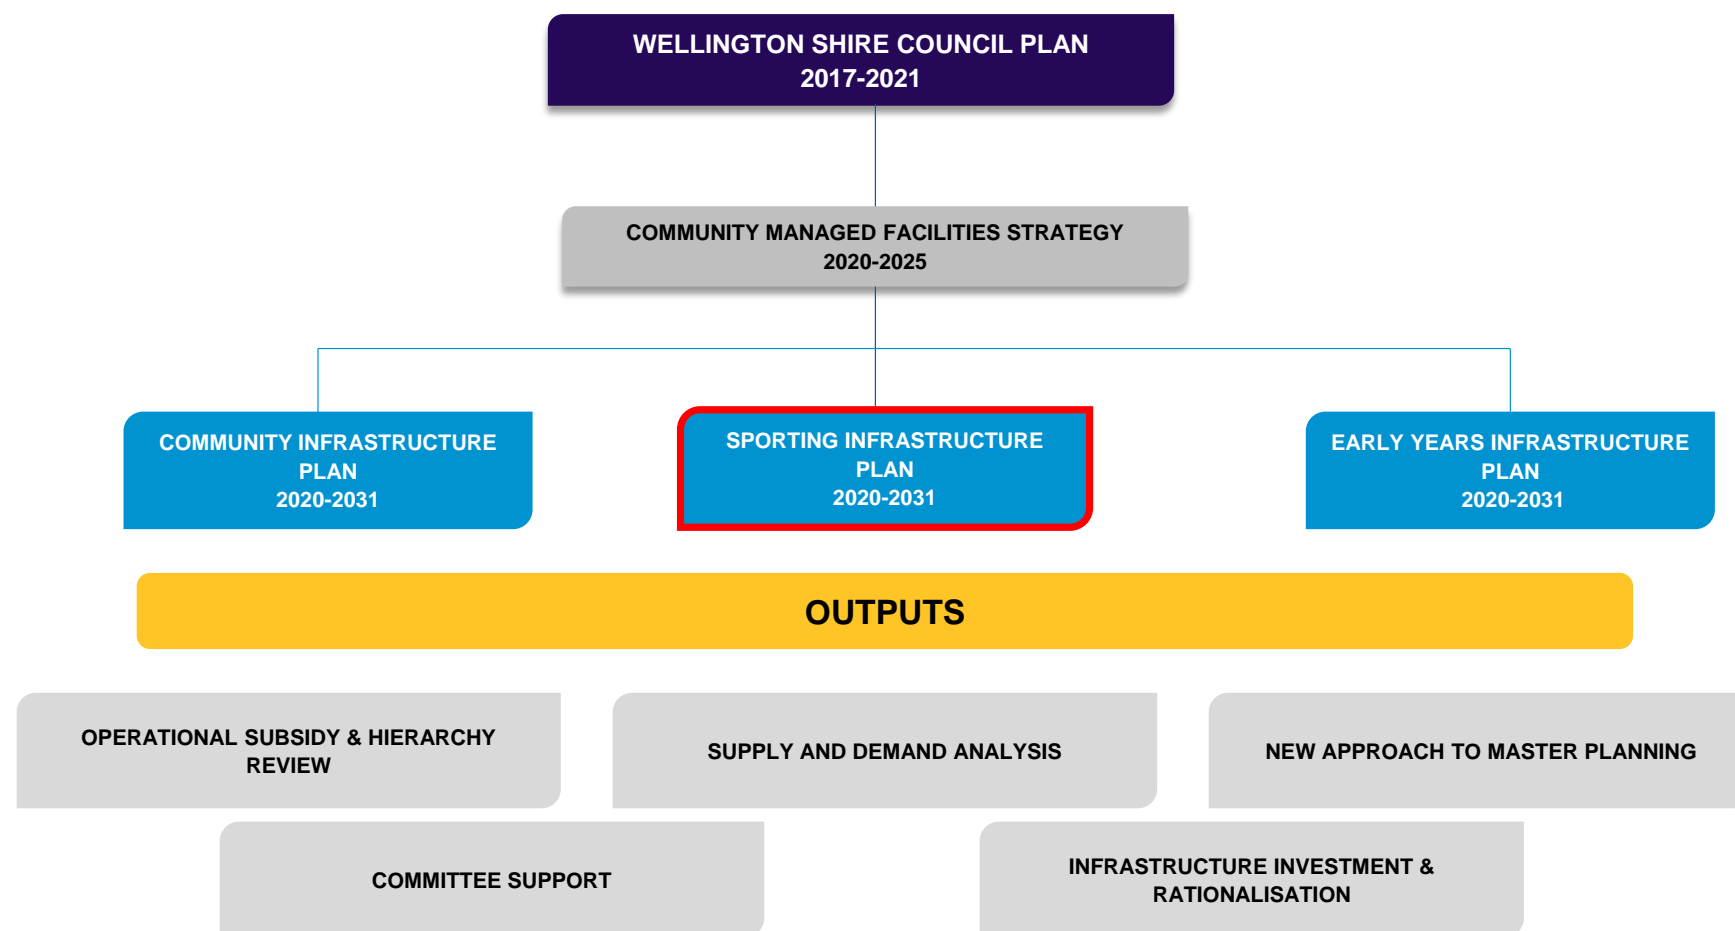 WELLINGTON SHIRE COUNCIL PLAN
2017-2021
COMMUNITY MANAGED FACILITIES STRATEGY
2020-2025
COMMUNITY INFRASTRUCTURE
PLAN
2020-2031
SPORTING INFRASTRUCTURE
PLAN
2020-2031
EARLY YEARS INFRASTRUCTURE
PLAN
2020-2031
OUTPUTS
OPERATIONAL SUBSIDY & HIERARCHY
REVIEW
SUPPLY AND DEMAND ANALYSIS
NEW APPROACH TO MASTER PLANNING
COMMITTEE SUPPORT
INFRASTRUCTURE INVESTMENT &
RATIONALISATION